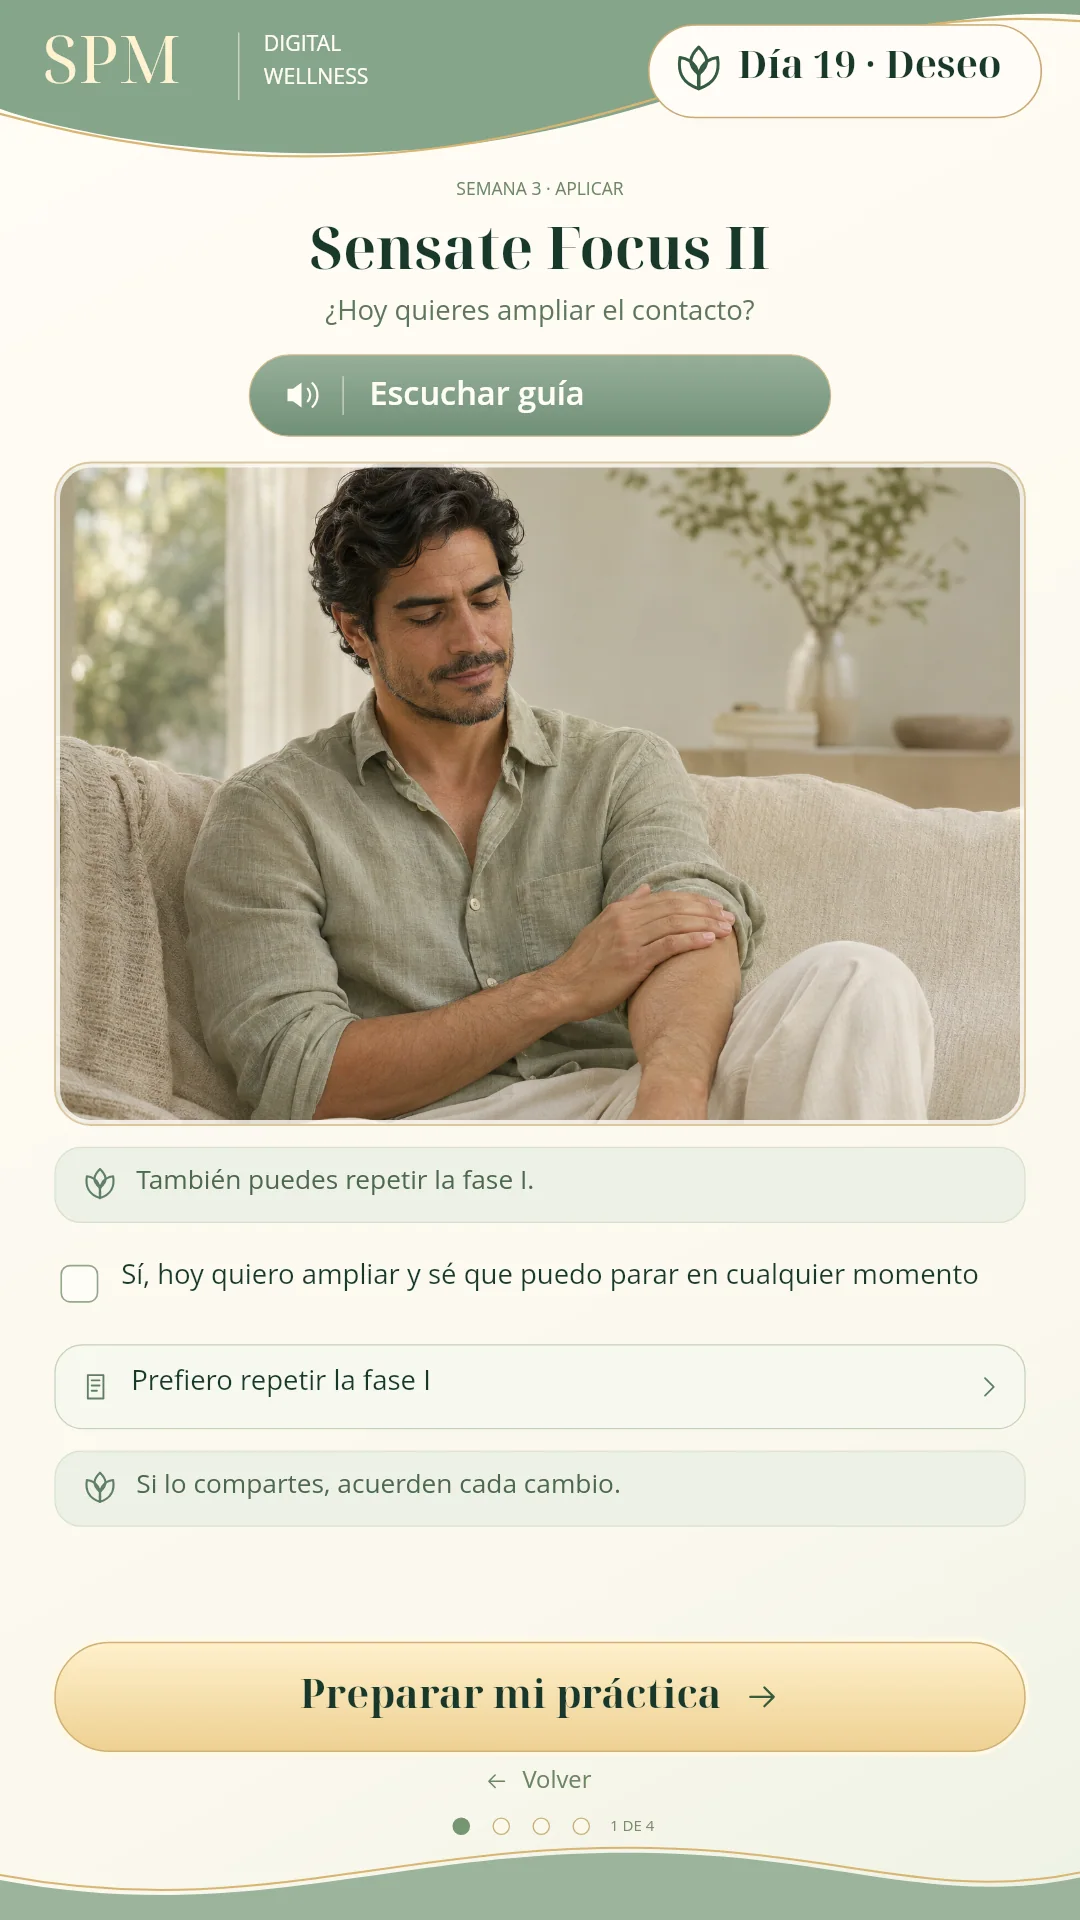 SPM
DIGITAL
WELLNESS
Día 19 · Deseo
SEMANA 3 · APLICAR
Sensate Focus II
¿Hoy quieres ampliar el contacto?
Escuchar guía
También puedes repetir la fase I.
Sí, hoy quiero ampliar y sé que puedo parar en cualquier momento
Prefiero repetir la fase I
Si lo compartes, acuerden cada cambio.
Preparar mi práctica →
← Volver
1 DE 4